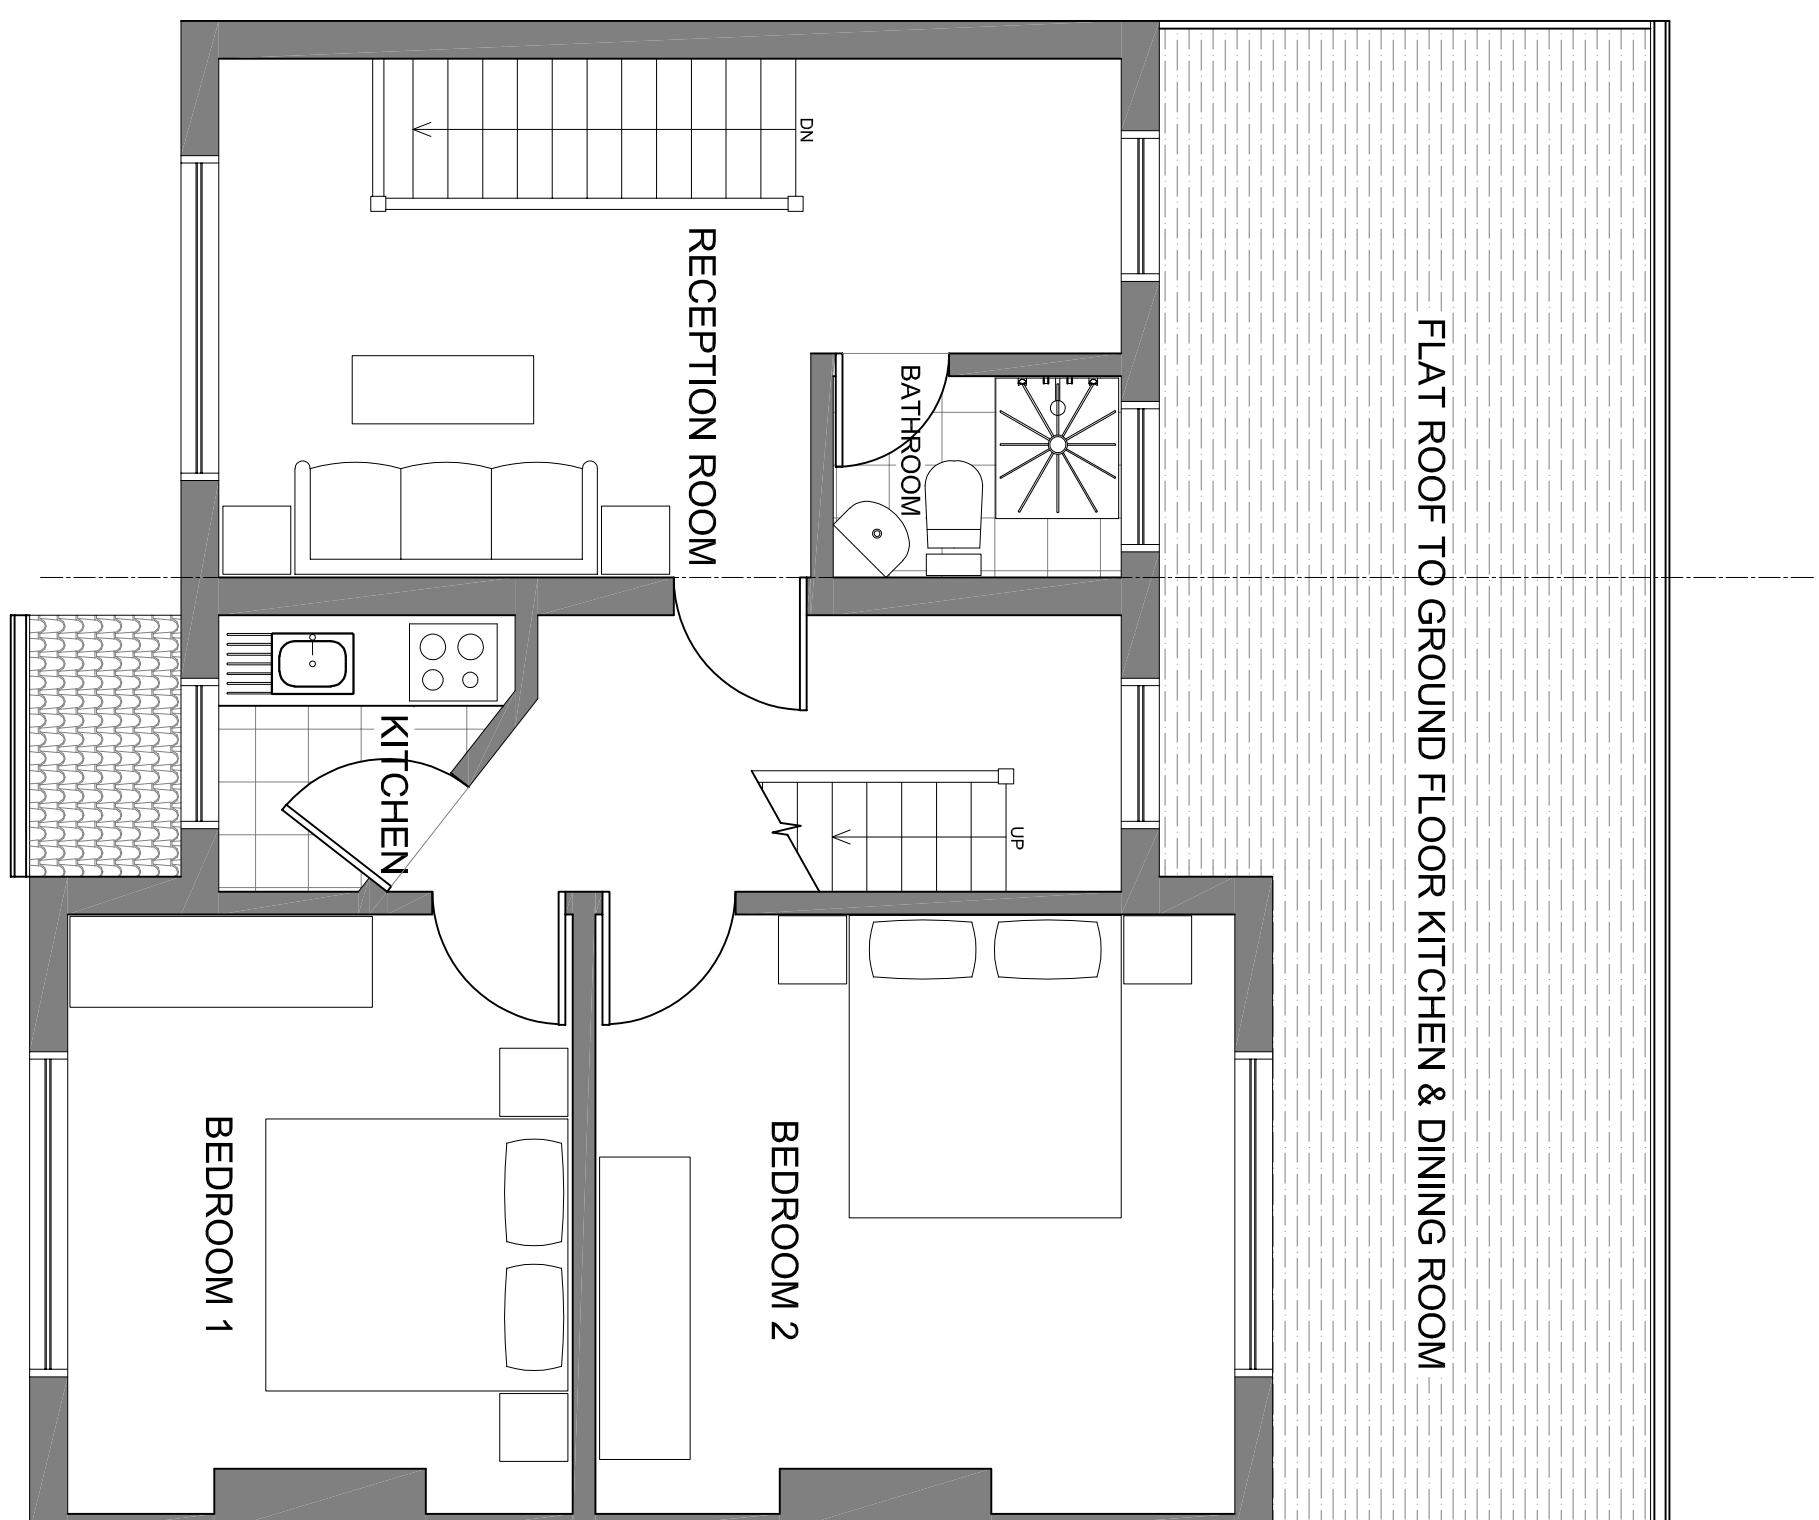 DN
RECEPTION ROOM
BATHROOM
FLAT ROOF TO GROUND FLOOR KITCHEN & DINING ROOM
KITCHEN
UP
BEDROOM 1
BEDROOM 2